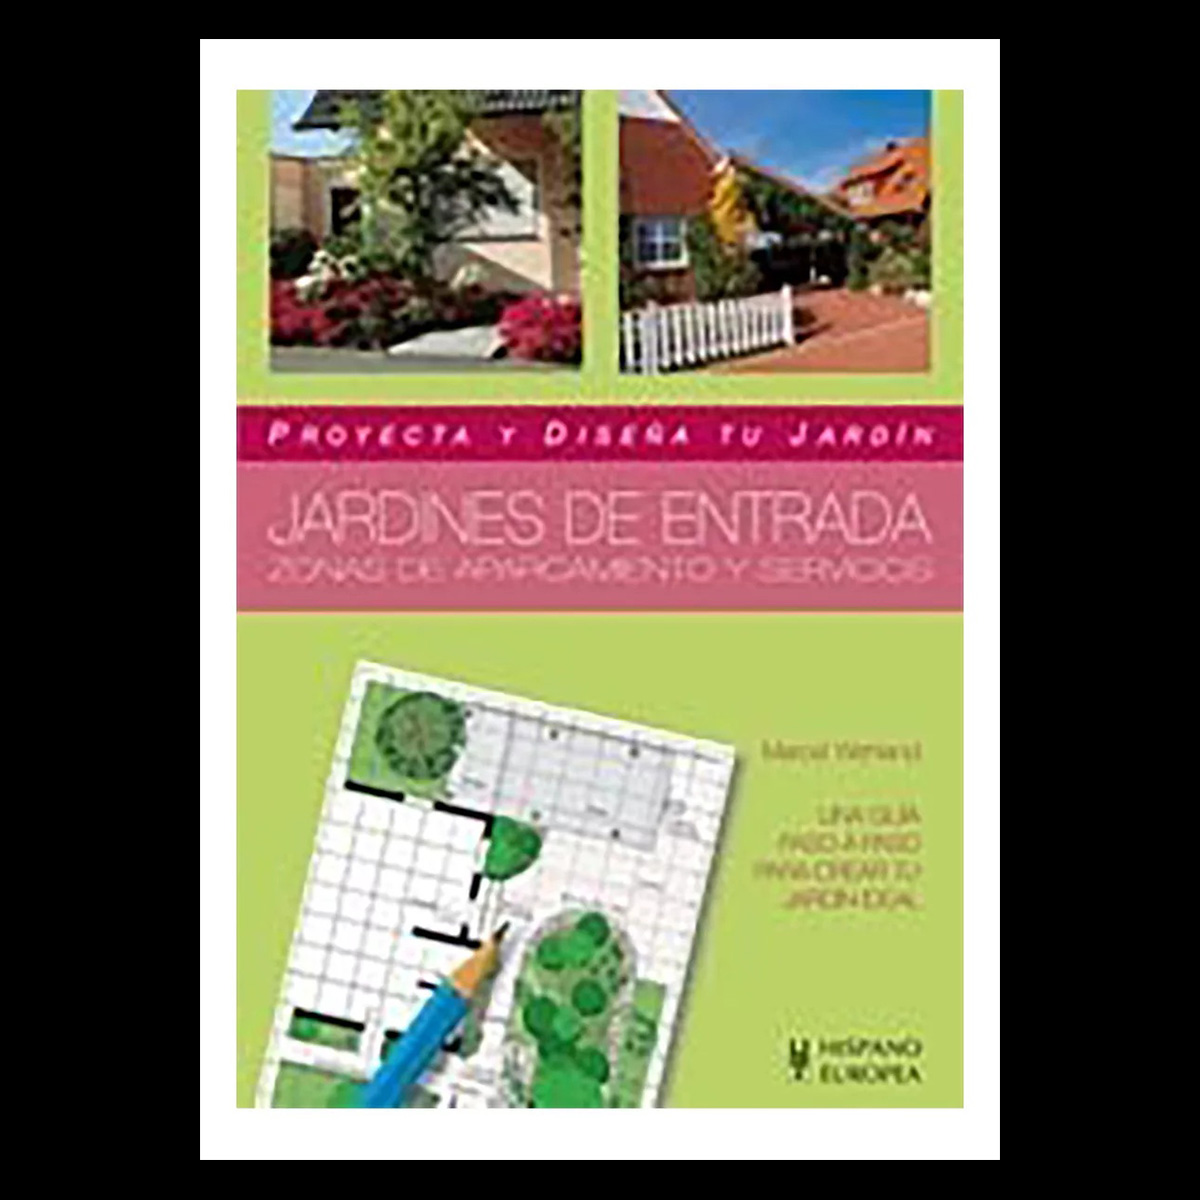 PROYECTA Y DISEÑA TU JARDÍN
JARDINES DE ENTRADA
ZONAS DE APARCAMIENTO Y SERVICIOS
UNA GUÍA
PASO A PASO
PARA CREAR TU
JARDÍN IDEAL
HISPANO
EUROPEA